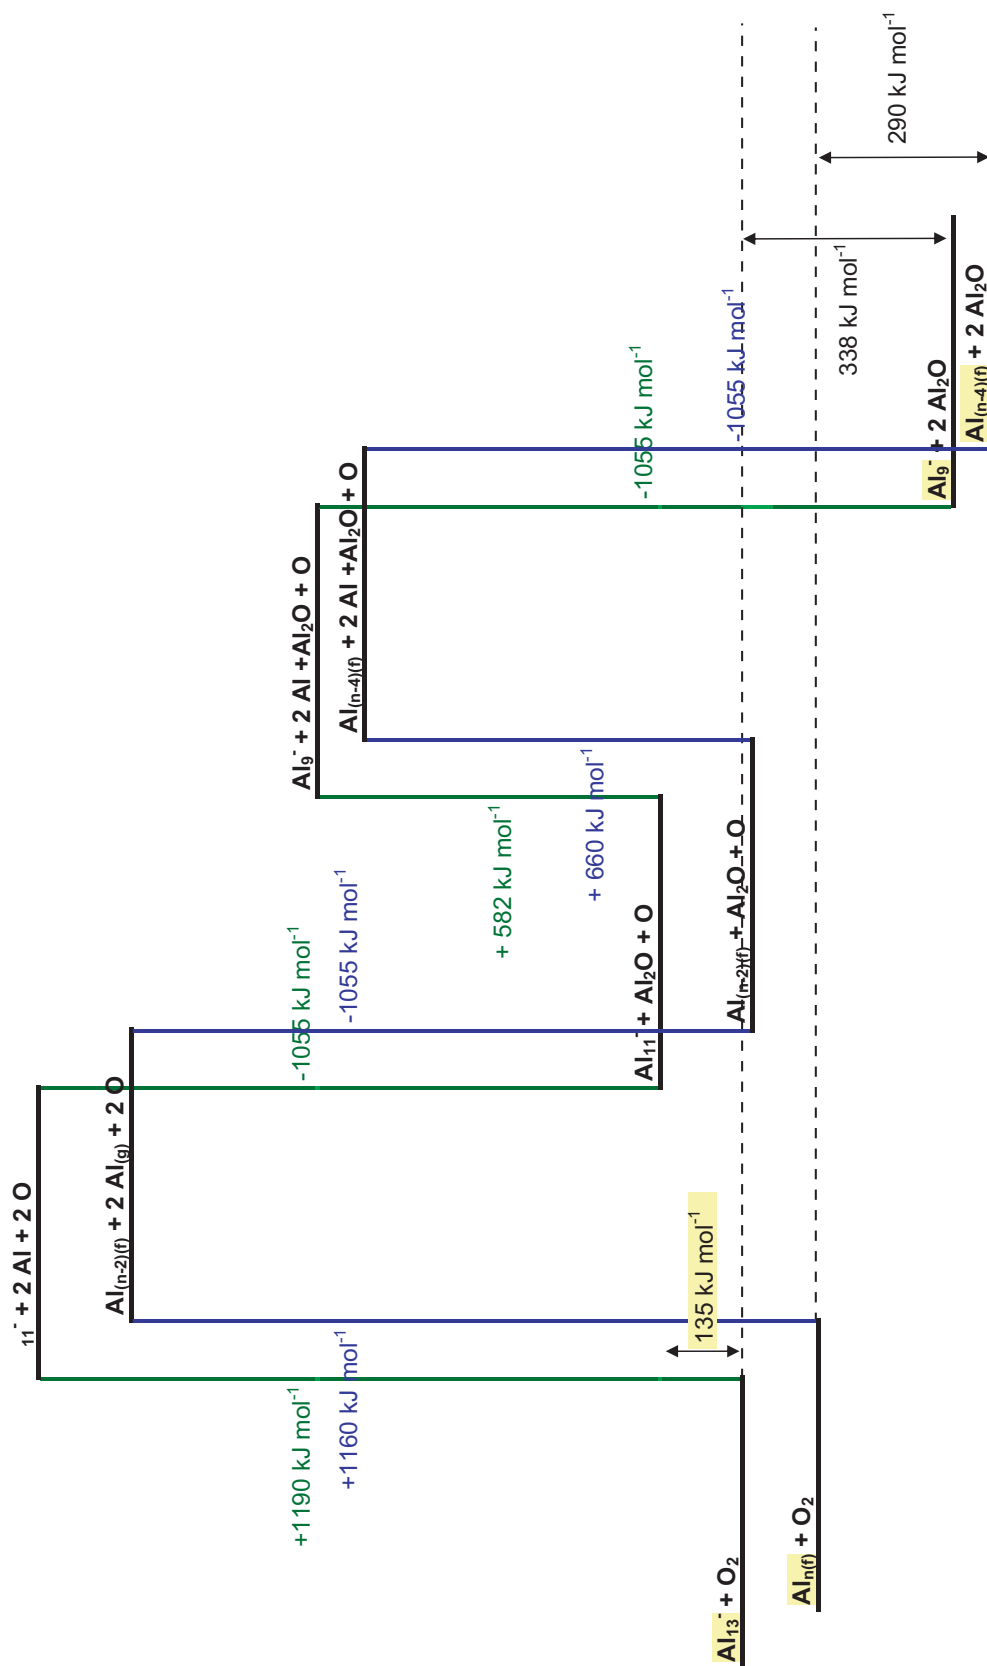 ₁₁⁻ + 2 Al + 2 O
Al₍ₙ₋₂₎₍f₎ + 2 Al₍g₎ + 2 O
+1190 kJ mol⁻¹
+1160 kJ mol⁻¹
-1055 kJ mol⁻¹
-1055 kJ mol⁻¹
Al₁₃⁻ + O₂
Alₙ₍f₎ + O₂
135 kJ mol⁻¹
Al₁₁⁻ + Al₂O + O
Al₍ₙ₋₂₎₍f₎ + Al₂O + O
+ 582 kJ mol⁻¹
+ 660 kJ mol⁻¹
Al₉⁻ + 2 Al +Al₂O + O
Al₍ₙ₋₄₎₍f₎ + 2 Al +Al₂O + O
-1055 kJ mol⁻¹
-1055 kJ mol⁻¹
Al₉⁻ + 2 Al₂O
Al₍ₙ₋₄₎₍f₎ + 2 Al₂O
338 kJ mol⁻¹
290 kJ mol⁻¹